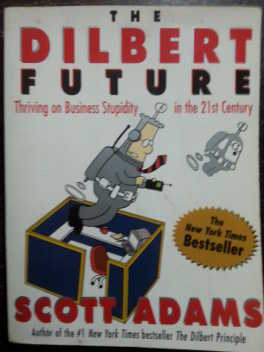 THE
DILBERT
FUTURE
Thriving on Business Stupidity in the 21st Century
The
New York Times
Bestseller
SCOTT ADAMS
Author of the #1 New York Times bestseller The Dilbert Principle